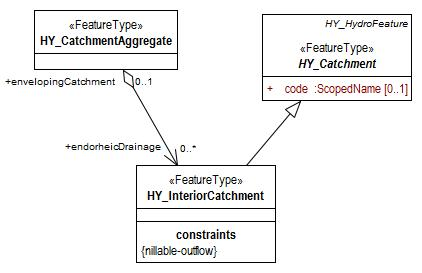 «FeatureType»
HY_CatchmentAggregate
HY_HydroFeature
«FeatureType»
HY_Catchment
+ code :ScopedName [0..1]
+envelopingCatchment
0..1
+endorheicDrainage
0..*
«FeatureType»
HY_InteriorCatchment
constraints
{nillable-outflow}